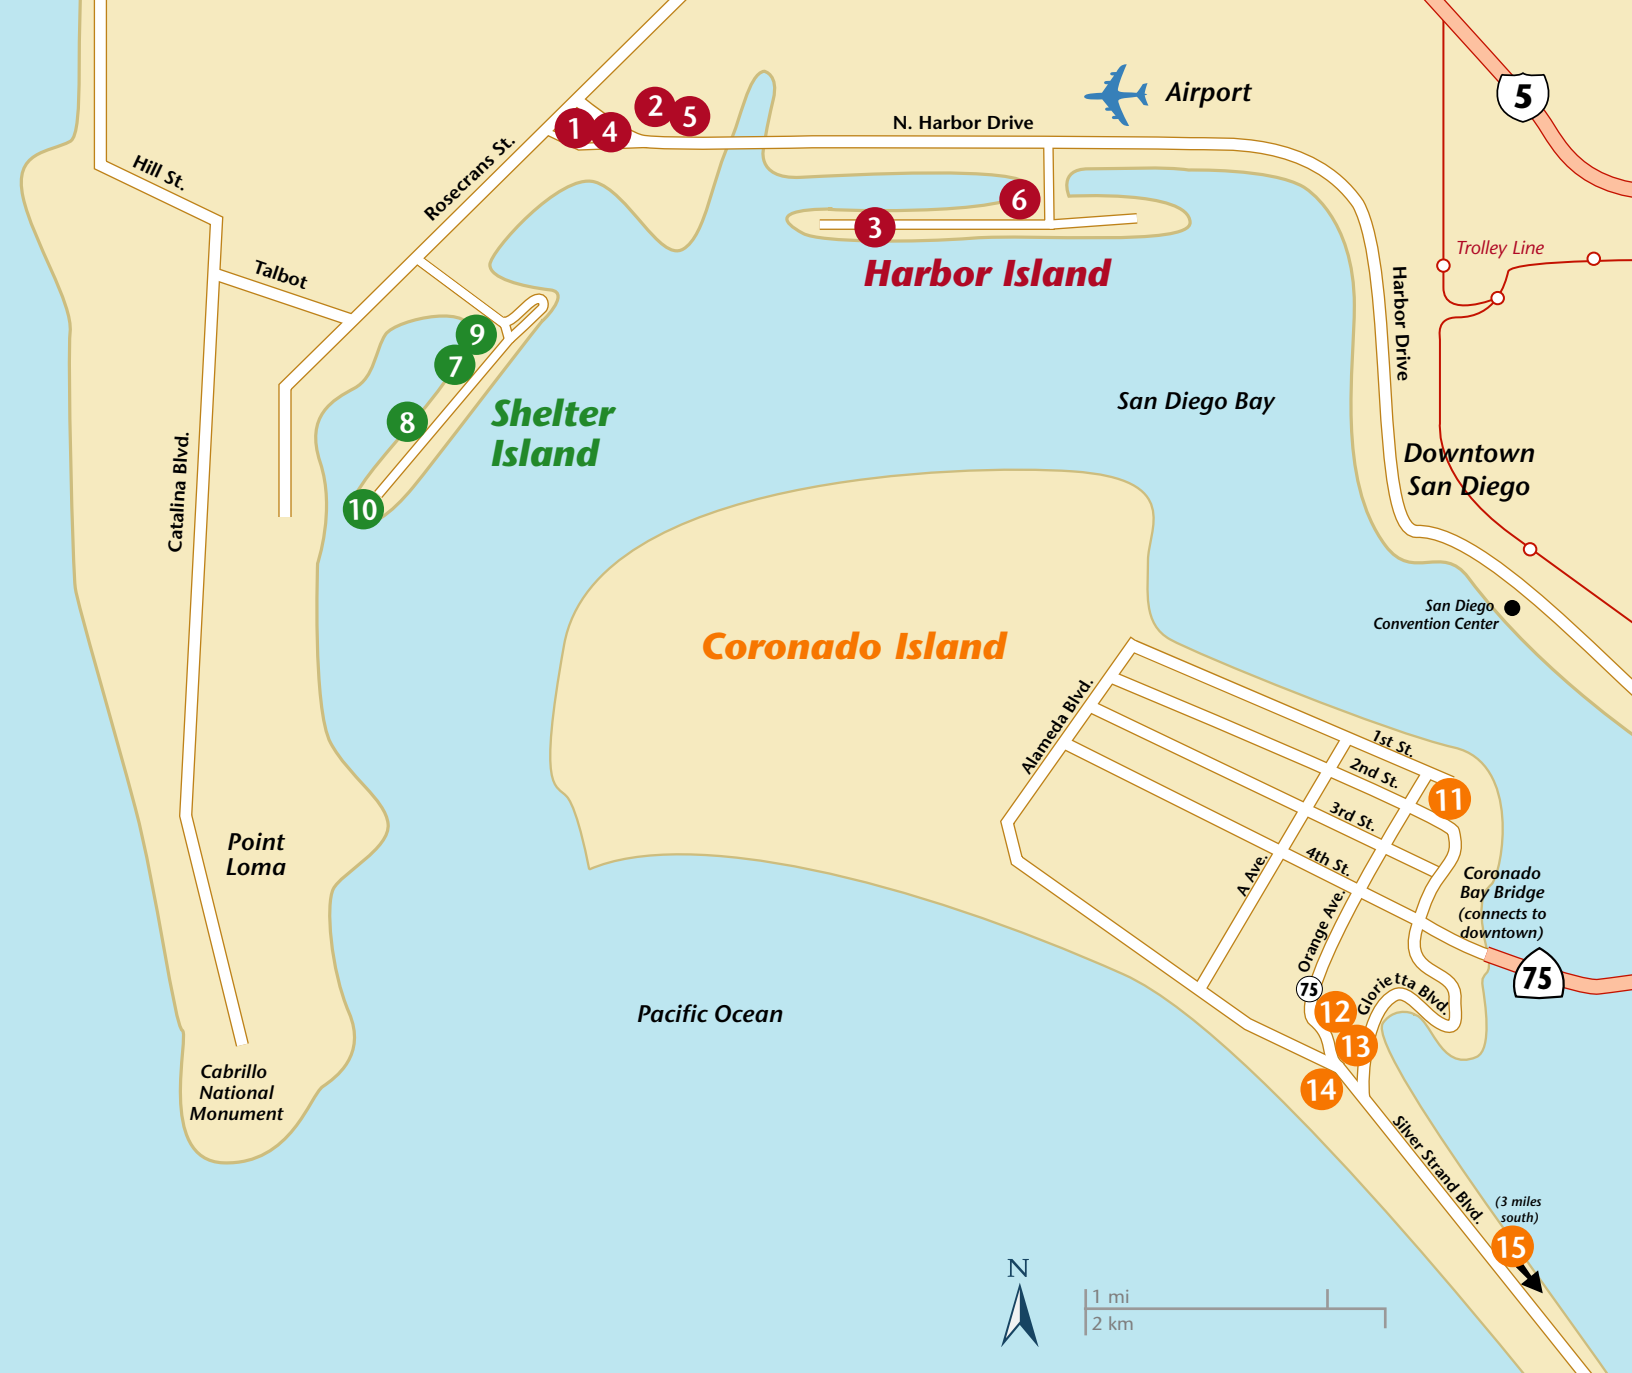 5
Airport
N. Harbor Drive
2
5
1
4
Rosecrans St.
Hill St.
6
3
Harbor Island
Trolley Line
Talbot
Harbor Drive
9
7
8
10
Shelter
Island
San Diego Bay
Downtown
San Diego
Catalina Blvd.
San Diego
Convention Center
Coronado Island
Alameda Blvd.
1st St.
2nd St.
3rd St.
4th St.
11
A Ave.
Orange Ave.
Coronado
Bay Bridge
(connects to
downtown)
75
Point
Loma
75
Glorietta Blvd.
12
13
14
Pacific Ocean
Cabrillo
National
Monument
Silver Strand Blvd.
(3 miles
south)
15
N
1 mi
2 km